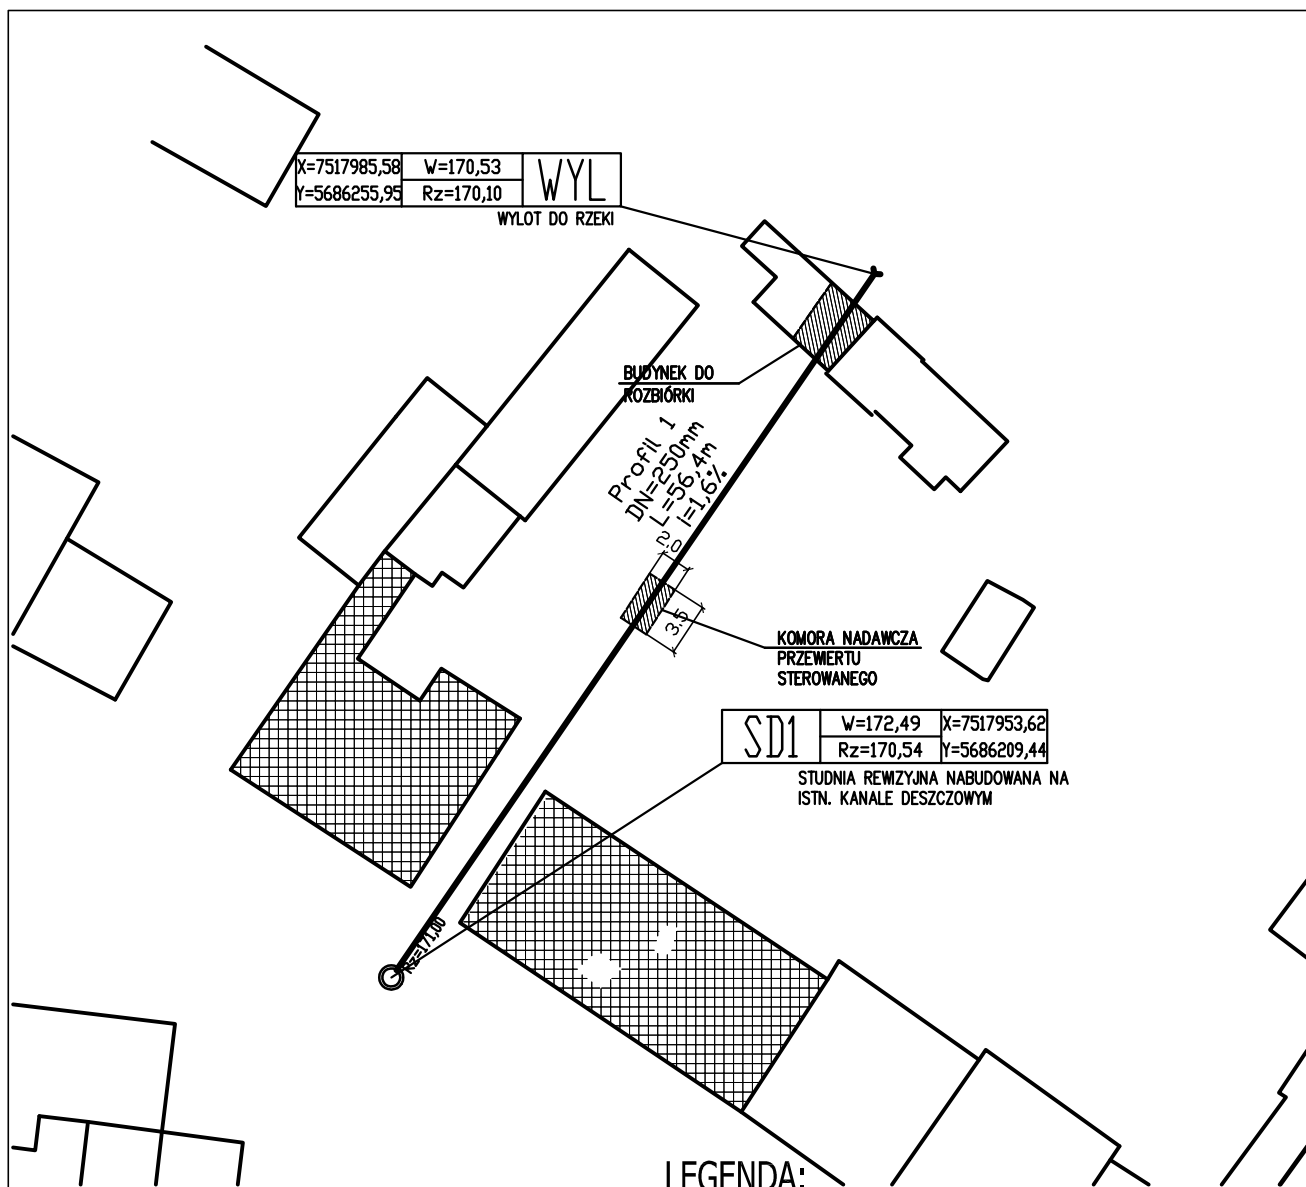 X=7517985,58 W=170,53 WYL
Y=5686255,95 Rz=170,10
WYLOT DO RZEKI
BUDYNEK DO
ROZBIÓRKI
Profil 1
DN=250mm
L=56,4m
i=1,6%
2.0
3.5
KOMORA NADAWCZA
PRZEWIERTU
STEROWANEGO
SD1 W=172,49 X=7517953,62
Rz=170,54 Y=5686209,44
STUDNIA REWIZYJNA NABUDOWANA NA
ISTN. KANALE DESZCZOWYM
Rz=171,00
LEGENDA: